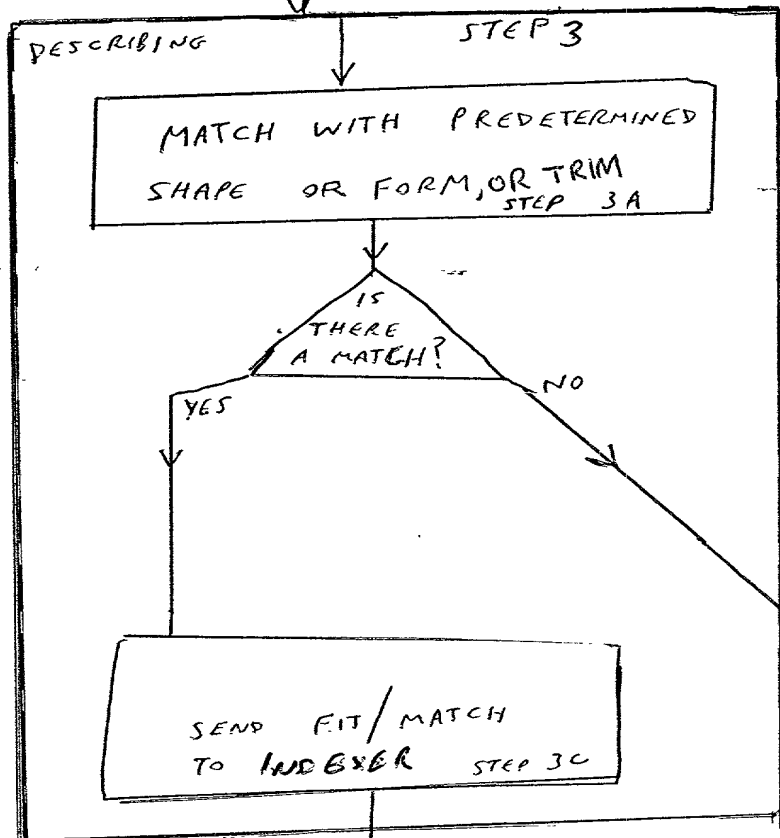 DESCRIBING STEP 3
MATCH WITH PREDETERMINED
SHAPE OR FORM, OR TRIM
STEP 3A
IS
THERE
A MATCH?
YES
NO
SEND FIT/MATCH
TO INDEXER STEP 3C